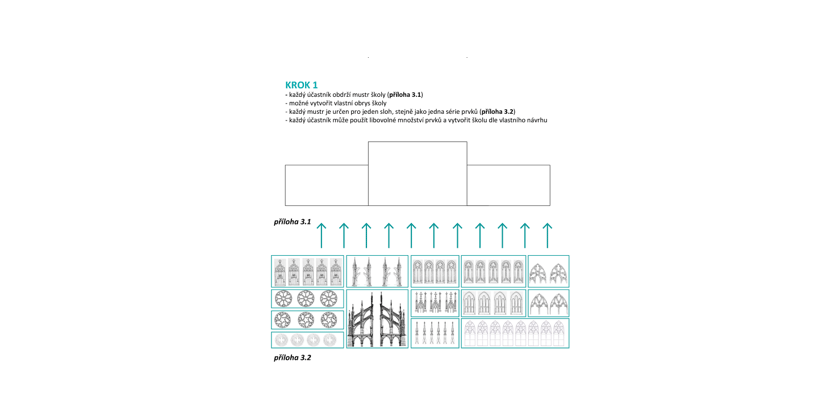 KROK 1
- každý účastník obdrží mustr školy (příloha 3.1)
- možné vytvořit vlastní obrys školy
- každý mustr je určen pro jeden sloh, stejně jako jedna série prvků (příloha 3.2)
- každý účastník může použít libovolné množství prvků a vytvořit školu dle vlastního návrhu
příloha 3.1
příloha 3.2